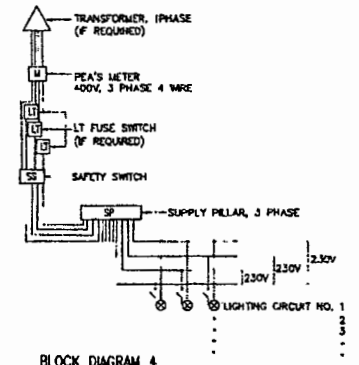 TRANSFORMER, 1PHASE
(IF REQUIRED)
M
PEA'S METER
400V, 3 PHASE 4 WIRE
LT
LT
LT
LT FUSE SWITCH
(IF REQUIRED)
SS
SAFETY SWITCH
SP
SUPPLY PILLAR, 3 PHASE
230V
230V
230V
LIGHTING CIRCUIT NO. 1
2
3
BLOCK DIAGRAM 4